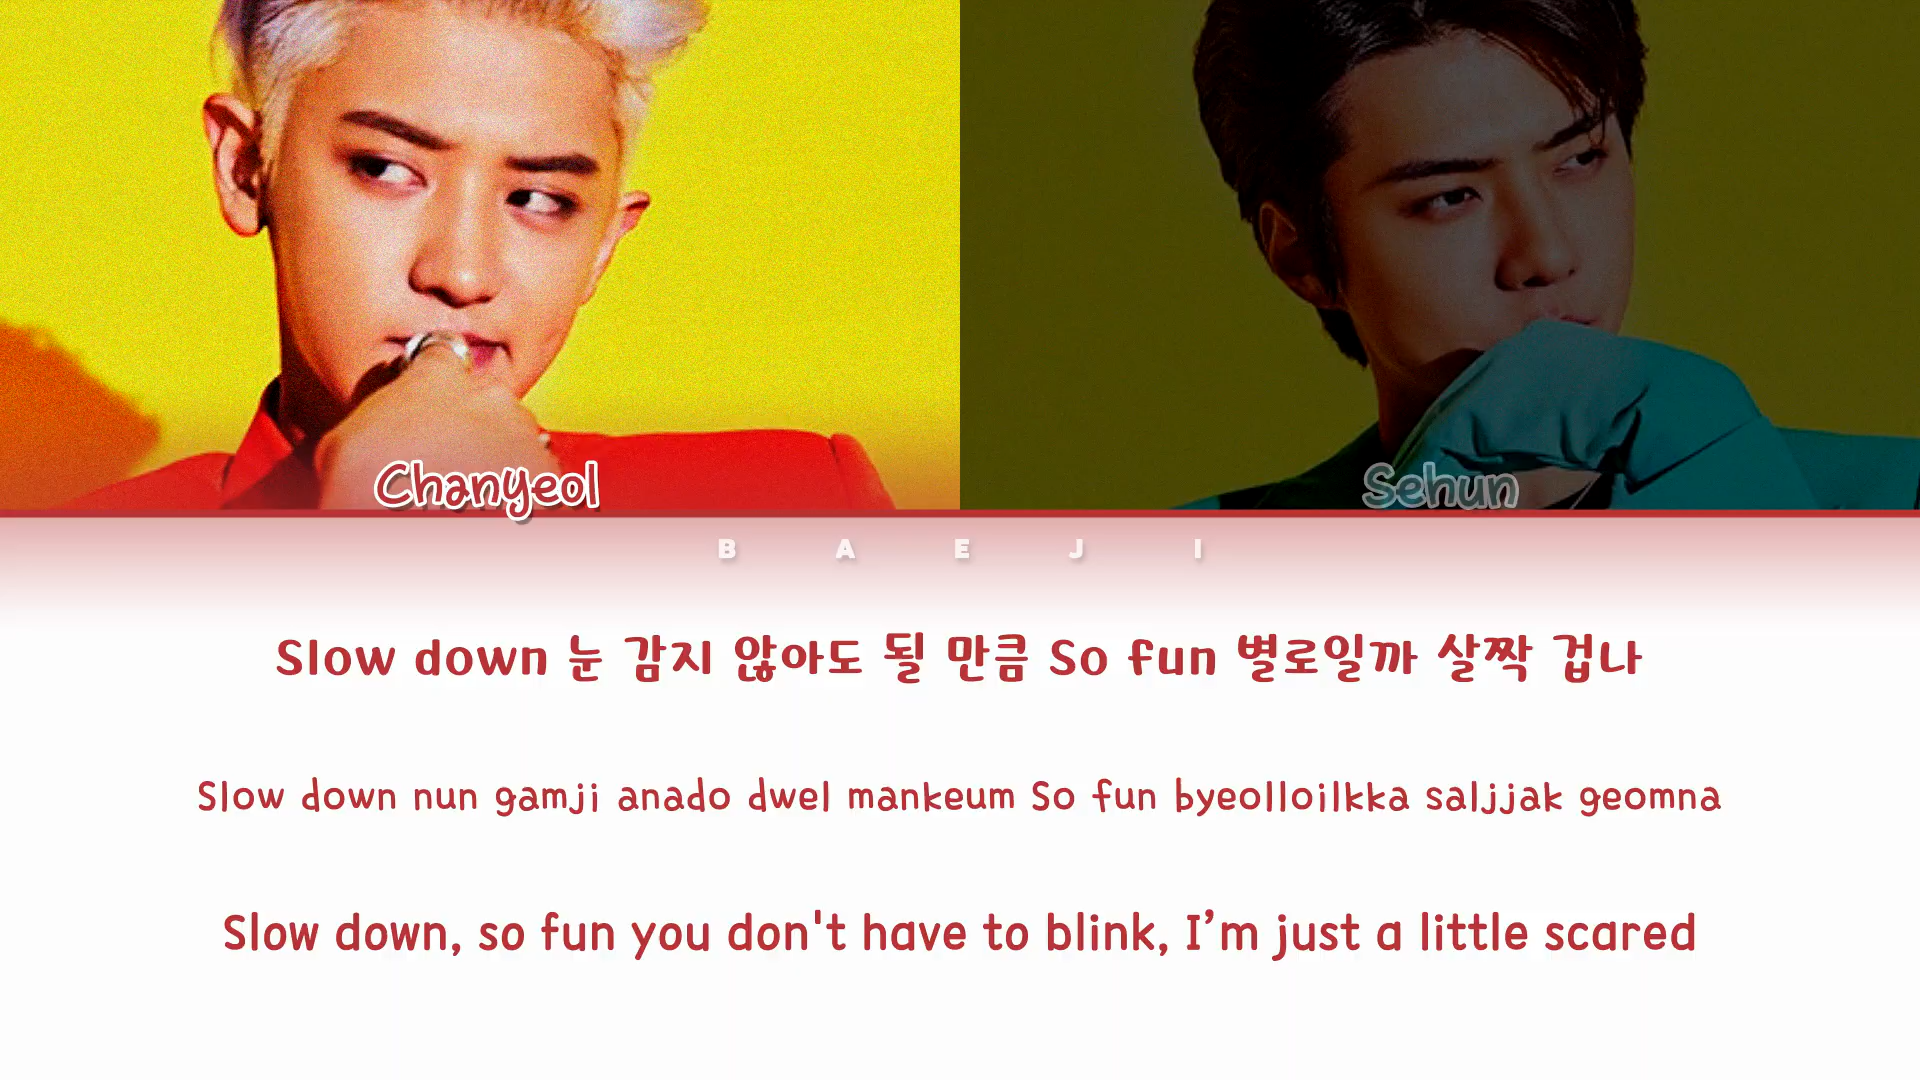 Chanyeol
Sehun
B A E J I
Slow down 눈 감지 않아도 될 만큼 So fun 별로일까 살짝 겁나
Slow down nun gamji anado dwel mankeum So fun byeolloilkka saljjak geomna
Slow down, so fun you don't have to blink, I’m just a little scared